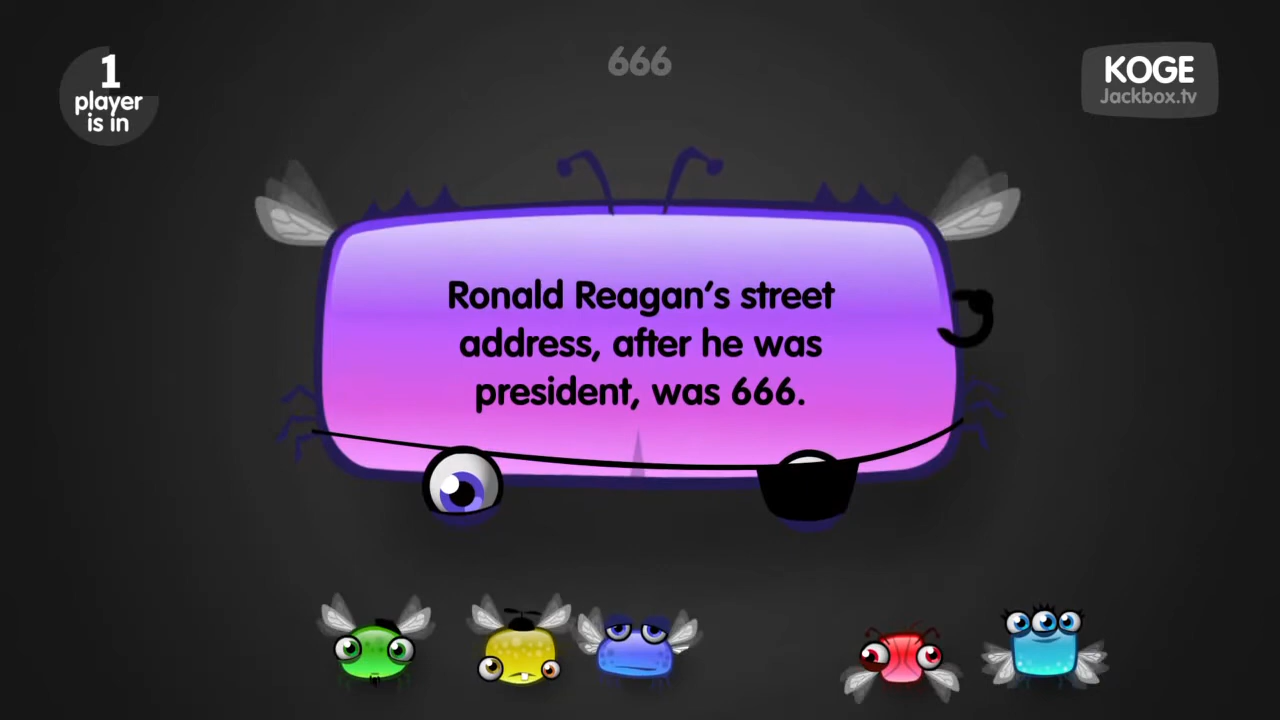 1
player
is in
666
KOGE
Jackbox.tv
Ronald Reagan's street
address, after he was
president, was 666.